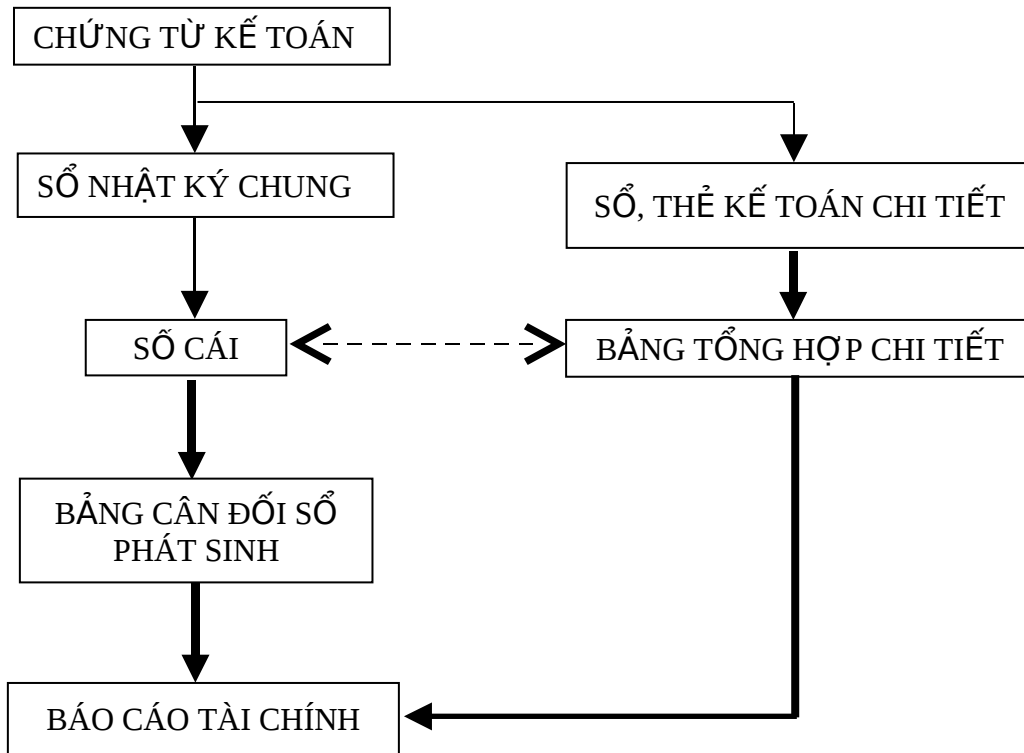 CHỨNG TỪ KẾ TOÁN
SỔ NHẬT KÝ CHUNG
SỔ, THẺ KẾ TOÁN CHI TIẾT
SỐ CÁI
BẢNG TỔNG HỢP CHI TIẾT
BẢNG CÂN ĐỐI SỔ
PHÁT SINH
BÁO CÁO TÀI CHÍNH